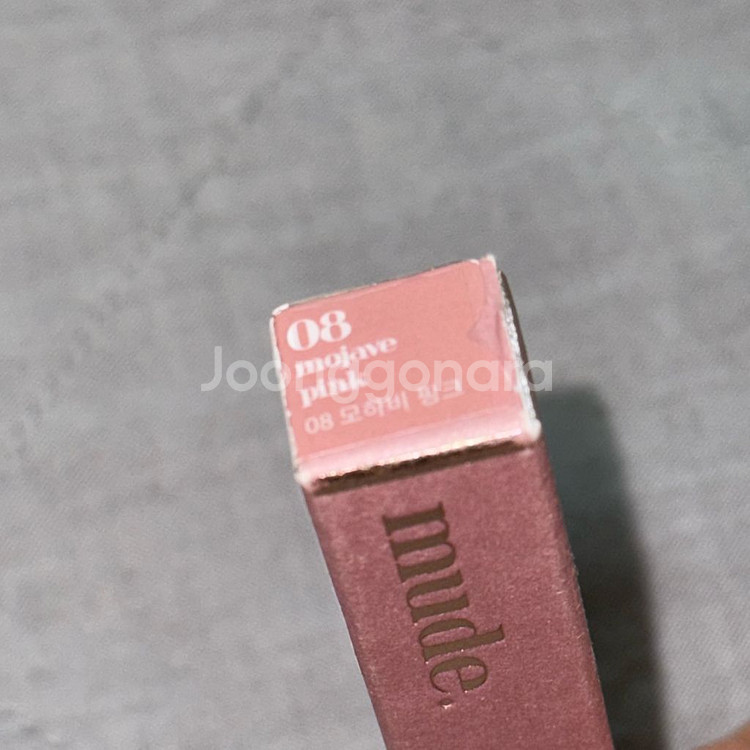 08
mojave
pink
08 모하비 핑크
Joonggonara
mude.